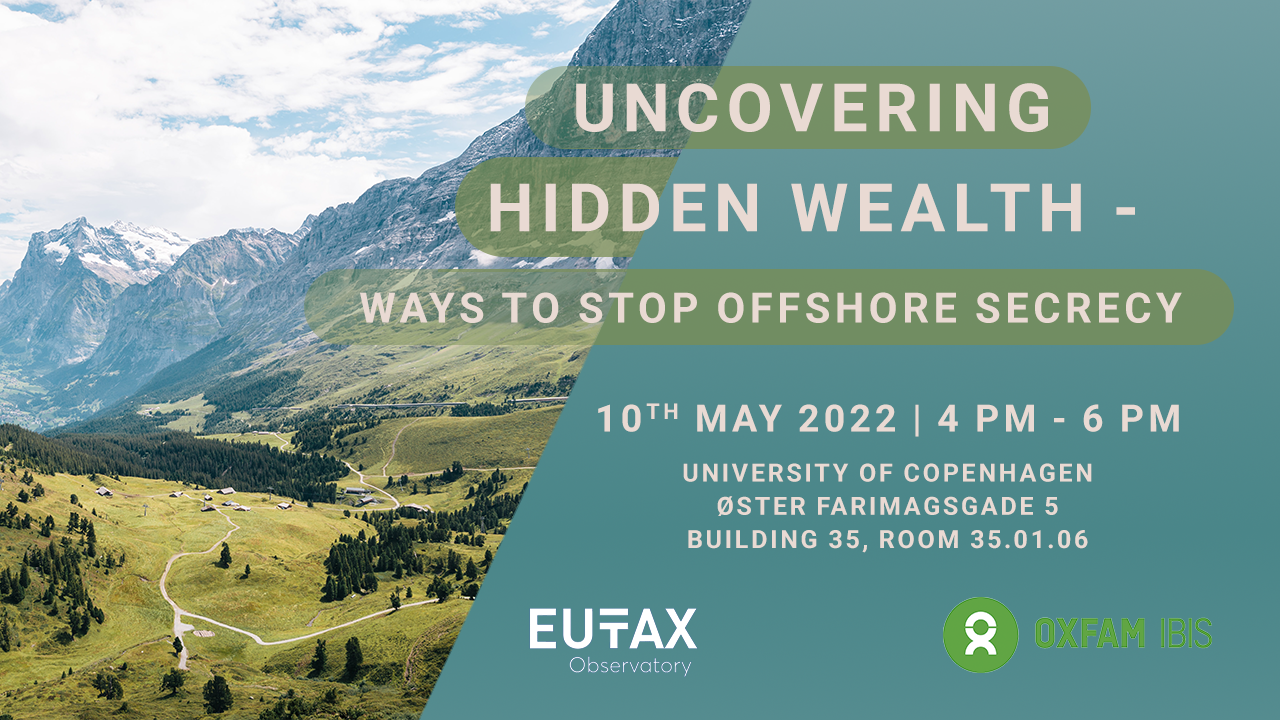 UNCOVERING
HIDDEN WEALTH -
WAYS TO STOP OFFSHORE SECRECY
10TH MAY 2022 | 4 PM - 6 PM
UNIVERSITY OF COPENHAGEN
ØSTER FARIMAGSGADE 5
BUILDING 35, ROOM 35.01.06
EUTAX
Observatory
OXFAM IBIS